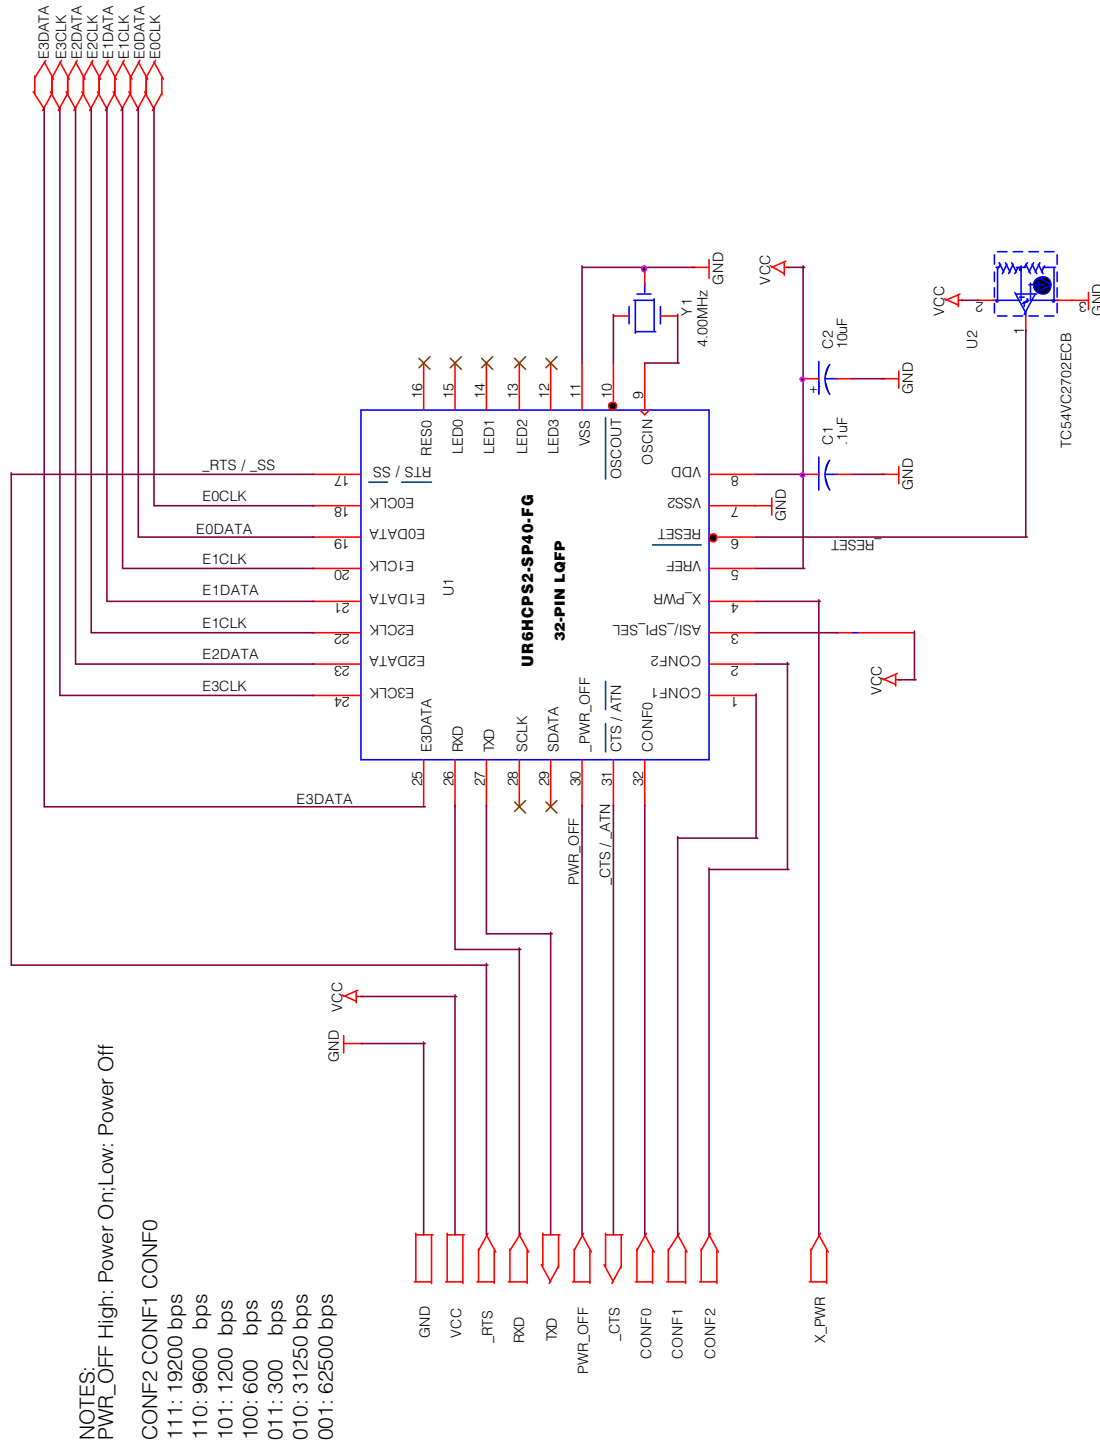 NOTES:
PWR_OFF High: Power On;Low: Power Off
CONF2 CONF1 CONF0
111: 19200 bps
110: 9600 bps
101: 1200 bps
100: 600 bps
011: 300 bps
010: 31250 bps
001: 62500 bps
E3DATA
E3CLK
E2DATA
E2CLK
E1DATA
E1CLK
E0DATA
E0CLK
_RTS / _SS
E0CLK
E0DATA
E1CLK
E1DATA
E1CLK
E2DATA
E3CLK
E3DATA
17
18
19
20
21
22
23
24
SS / RTS
E0CLK
E0DATA
E1CLK
E1DATA
E2CLK
E2DATA
E3CLK
16
15
14
13
12
11
10
9
RES0
LED0
LED1
LED2
LED3
VSS
OSCOUT
OSCIN
U1
UR6HCPS2-SP40-FG
32-PIN LQFP
E3DATA
RXD
TXD
SCLK
SDATA
_PWR_OFF
CTS / ATN
CONF0
25
26
27
28
29
30
31
32
PWR_OFF
_CTS / _ATN
VDD
VSS2
RESET
VREF
X_PWR
ASI/_SPI_SEL
CONF2
CONF1
8
7
6
5
4
3
2
1
GND
_RESET
VCC
Y1
4.00MHz
GND
VCC
C1
.1uF
GND
C2
10uF
+
GND
VCC
U2
2
1
3
GND
TC54VC2702ECB
GND
VCC
GND
VCC
_RTS
RXD
TXD
PWR_OFF
_CTS
CONF0
CONF1
CONF2
X_PWR